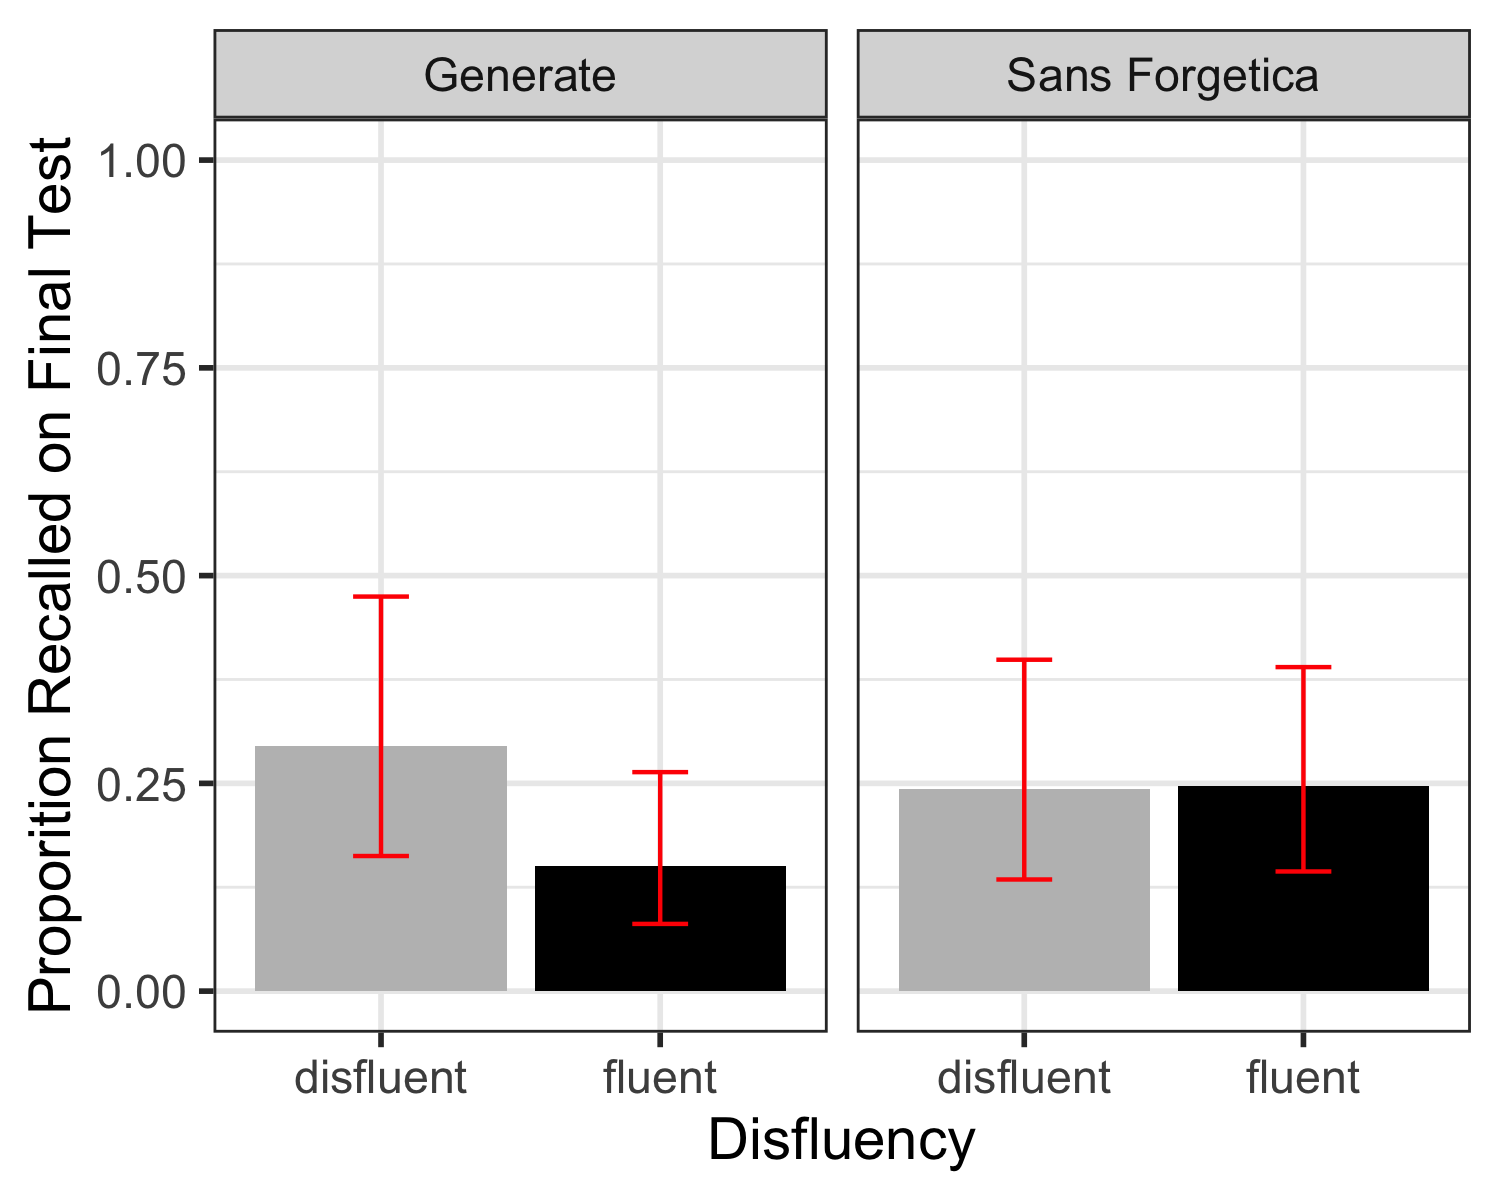 Generate
Sans Forgetica
Proporition Recalled on Final Test
1.00
0.75
0.50
0.25
0.00
disfluent
fluent
disfluent
fluent
Disfluency